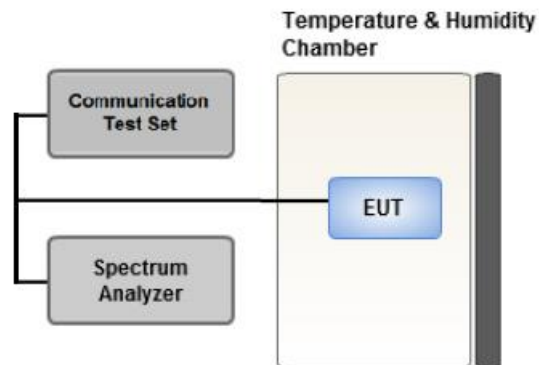 Temperature & Humidity
Chamber
Communication
Test Set
EUT
Spectrum
Analyzer